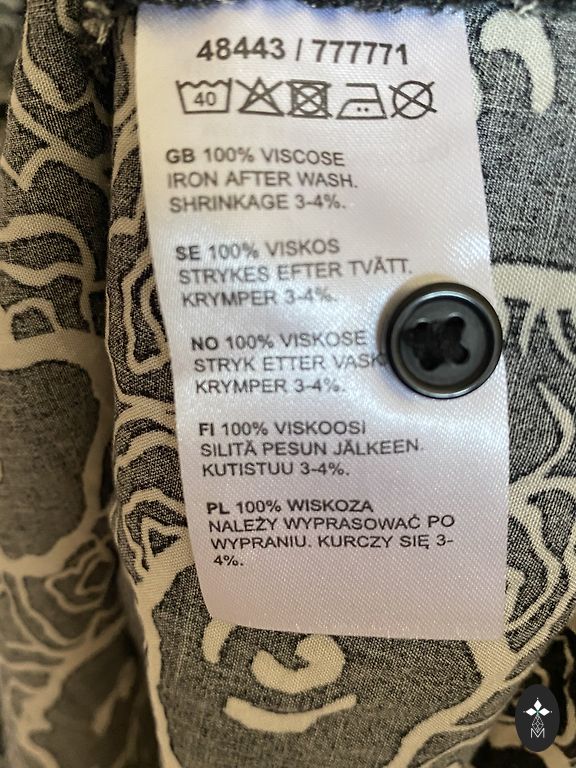 48443 / 777771
40
GB 100% VISCOSE
IRON AFTER WASH.
SHRINKAGE 3-4%.
SE 100% VISKOS
STRYKES EFTER TVÄTT.
KRYMPER 3-4%.
NO 100% VISKOSE
STRYK ETTER VASK
KRYMPER 3-4%.
FI 100% VISKOOSI
SILITÄ PESUN JÄLKEEN.
KUTISTUU 3-4%.
PL 100% WISKOZA
NALEŻY WYPRASOWAĆ PO
WYPRANIU. KURCZY SIĘ 3-
4%.
M